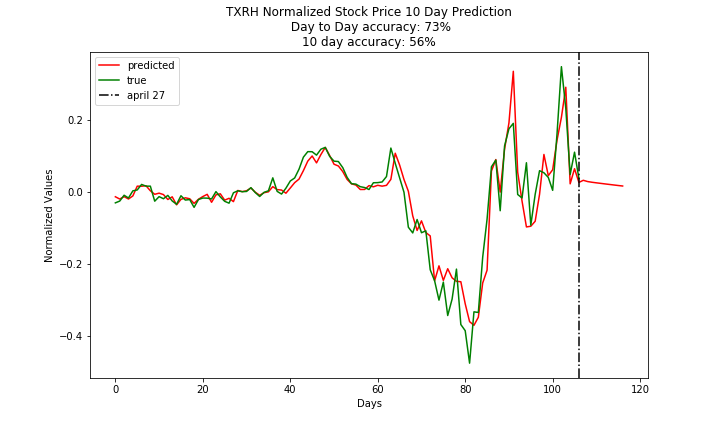 TXRH Normalized Stock Price 10 Day Prediction
Day to Day accuracy: 73%
10 day accuracy: 56%
predicted
true
april 27
Normalized Values
0.2
0.0
−0.2
−0.4
0
20
40
60
80
100
120
Days